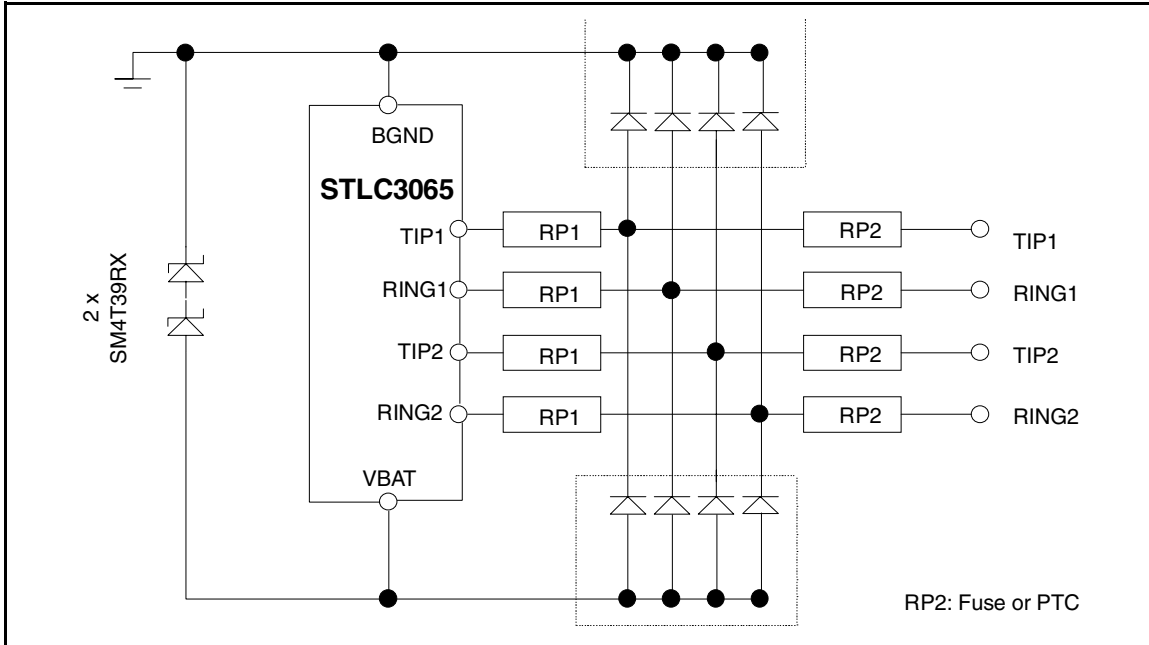 BGND
STLC3065
TIP1
RP1
RP2
TIP1
RING1
RP1
RP2
RING1
2 x
SM4T39RX
TIP2
RP1
RP2
TIP2
RING2
RP1
RP2
RING2
VBAT
RP2: Fuse or PTC